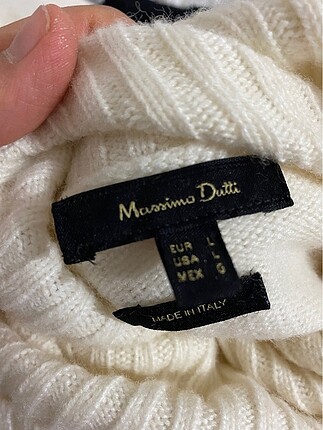 Massimo Dutti
EUR L
USA L
MEX G
MADE IN ITALY